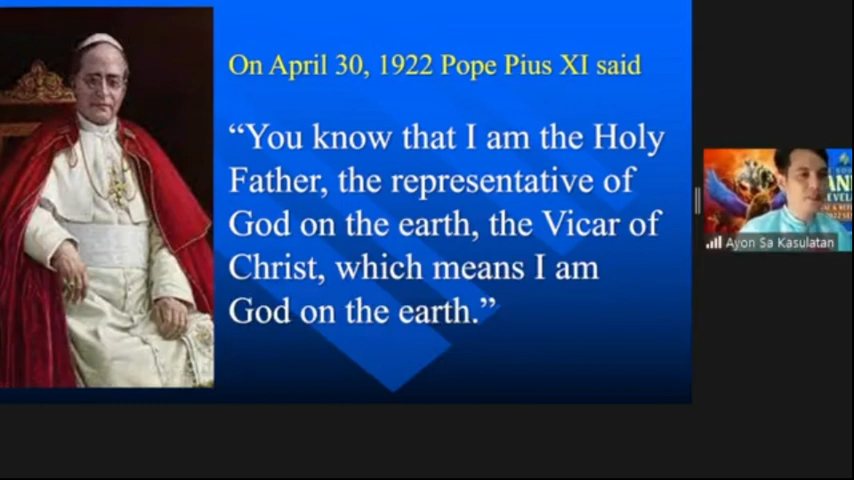 On April 30, 1922 Pope Pius XI said
“You know that I am the Holy
Father, the representative of
God on the earth, the Vicar of
Christ, which means I am
God on the earth.”
Ayon Sa Kasulatan